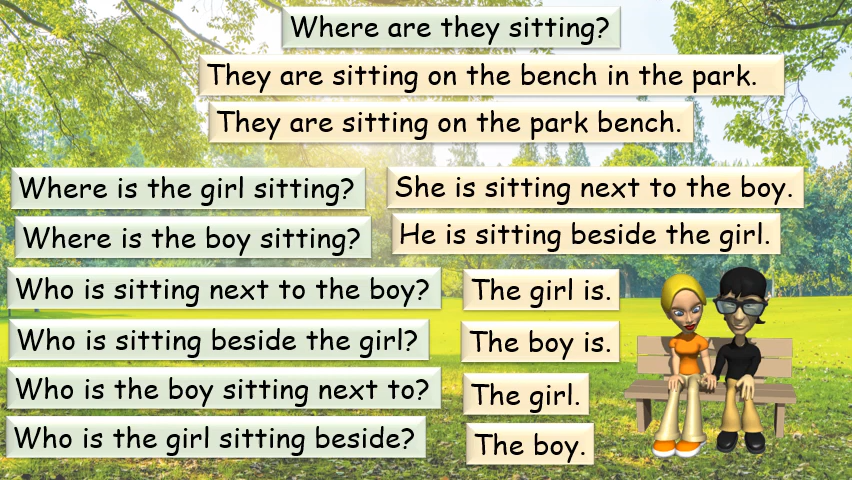 Where are they sitting?
They are sitting on the bench in the park.
They are sitting on the park bench.
Where is the girl sitting?
She is sitting next to the boy.
Where is the boy sitting?
He is sitting beside the girl.
Who is sitting next to the boy?
The girl is.
Who is sitting beside the girl?
The boy is.
Who is the boy sitting next to?
The girl.
Who is the girl sitting beside?
The boy.